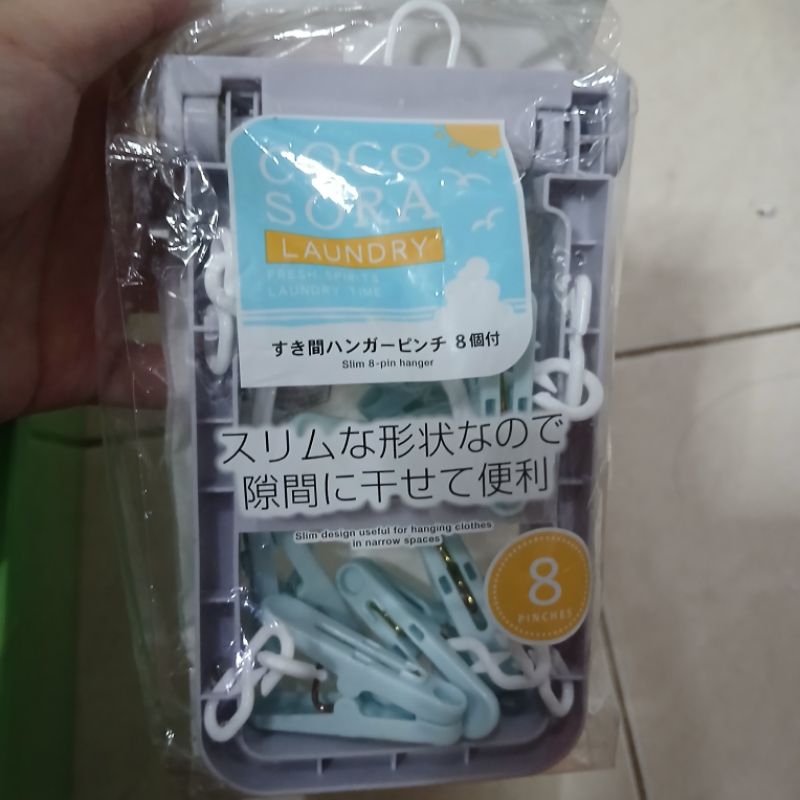 COCO
SORA
LAUNDRY
FRESH SPIRITS
LAUNDRY TIME
すき間ハンガーピンチ 8個付
Slim 8-pin hanger
スリムな形状なので
隙間に干せて便利
Slim design useful for hanging clothes
in narrow spaces
8
PINCHES